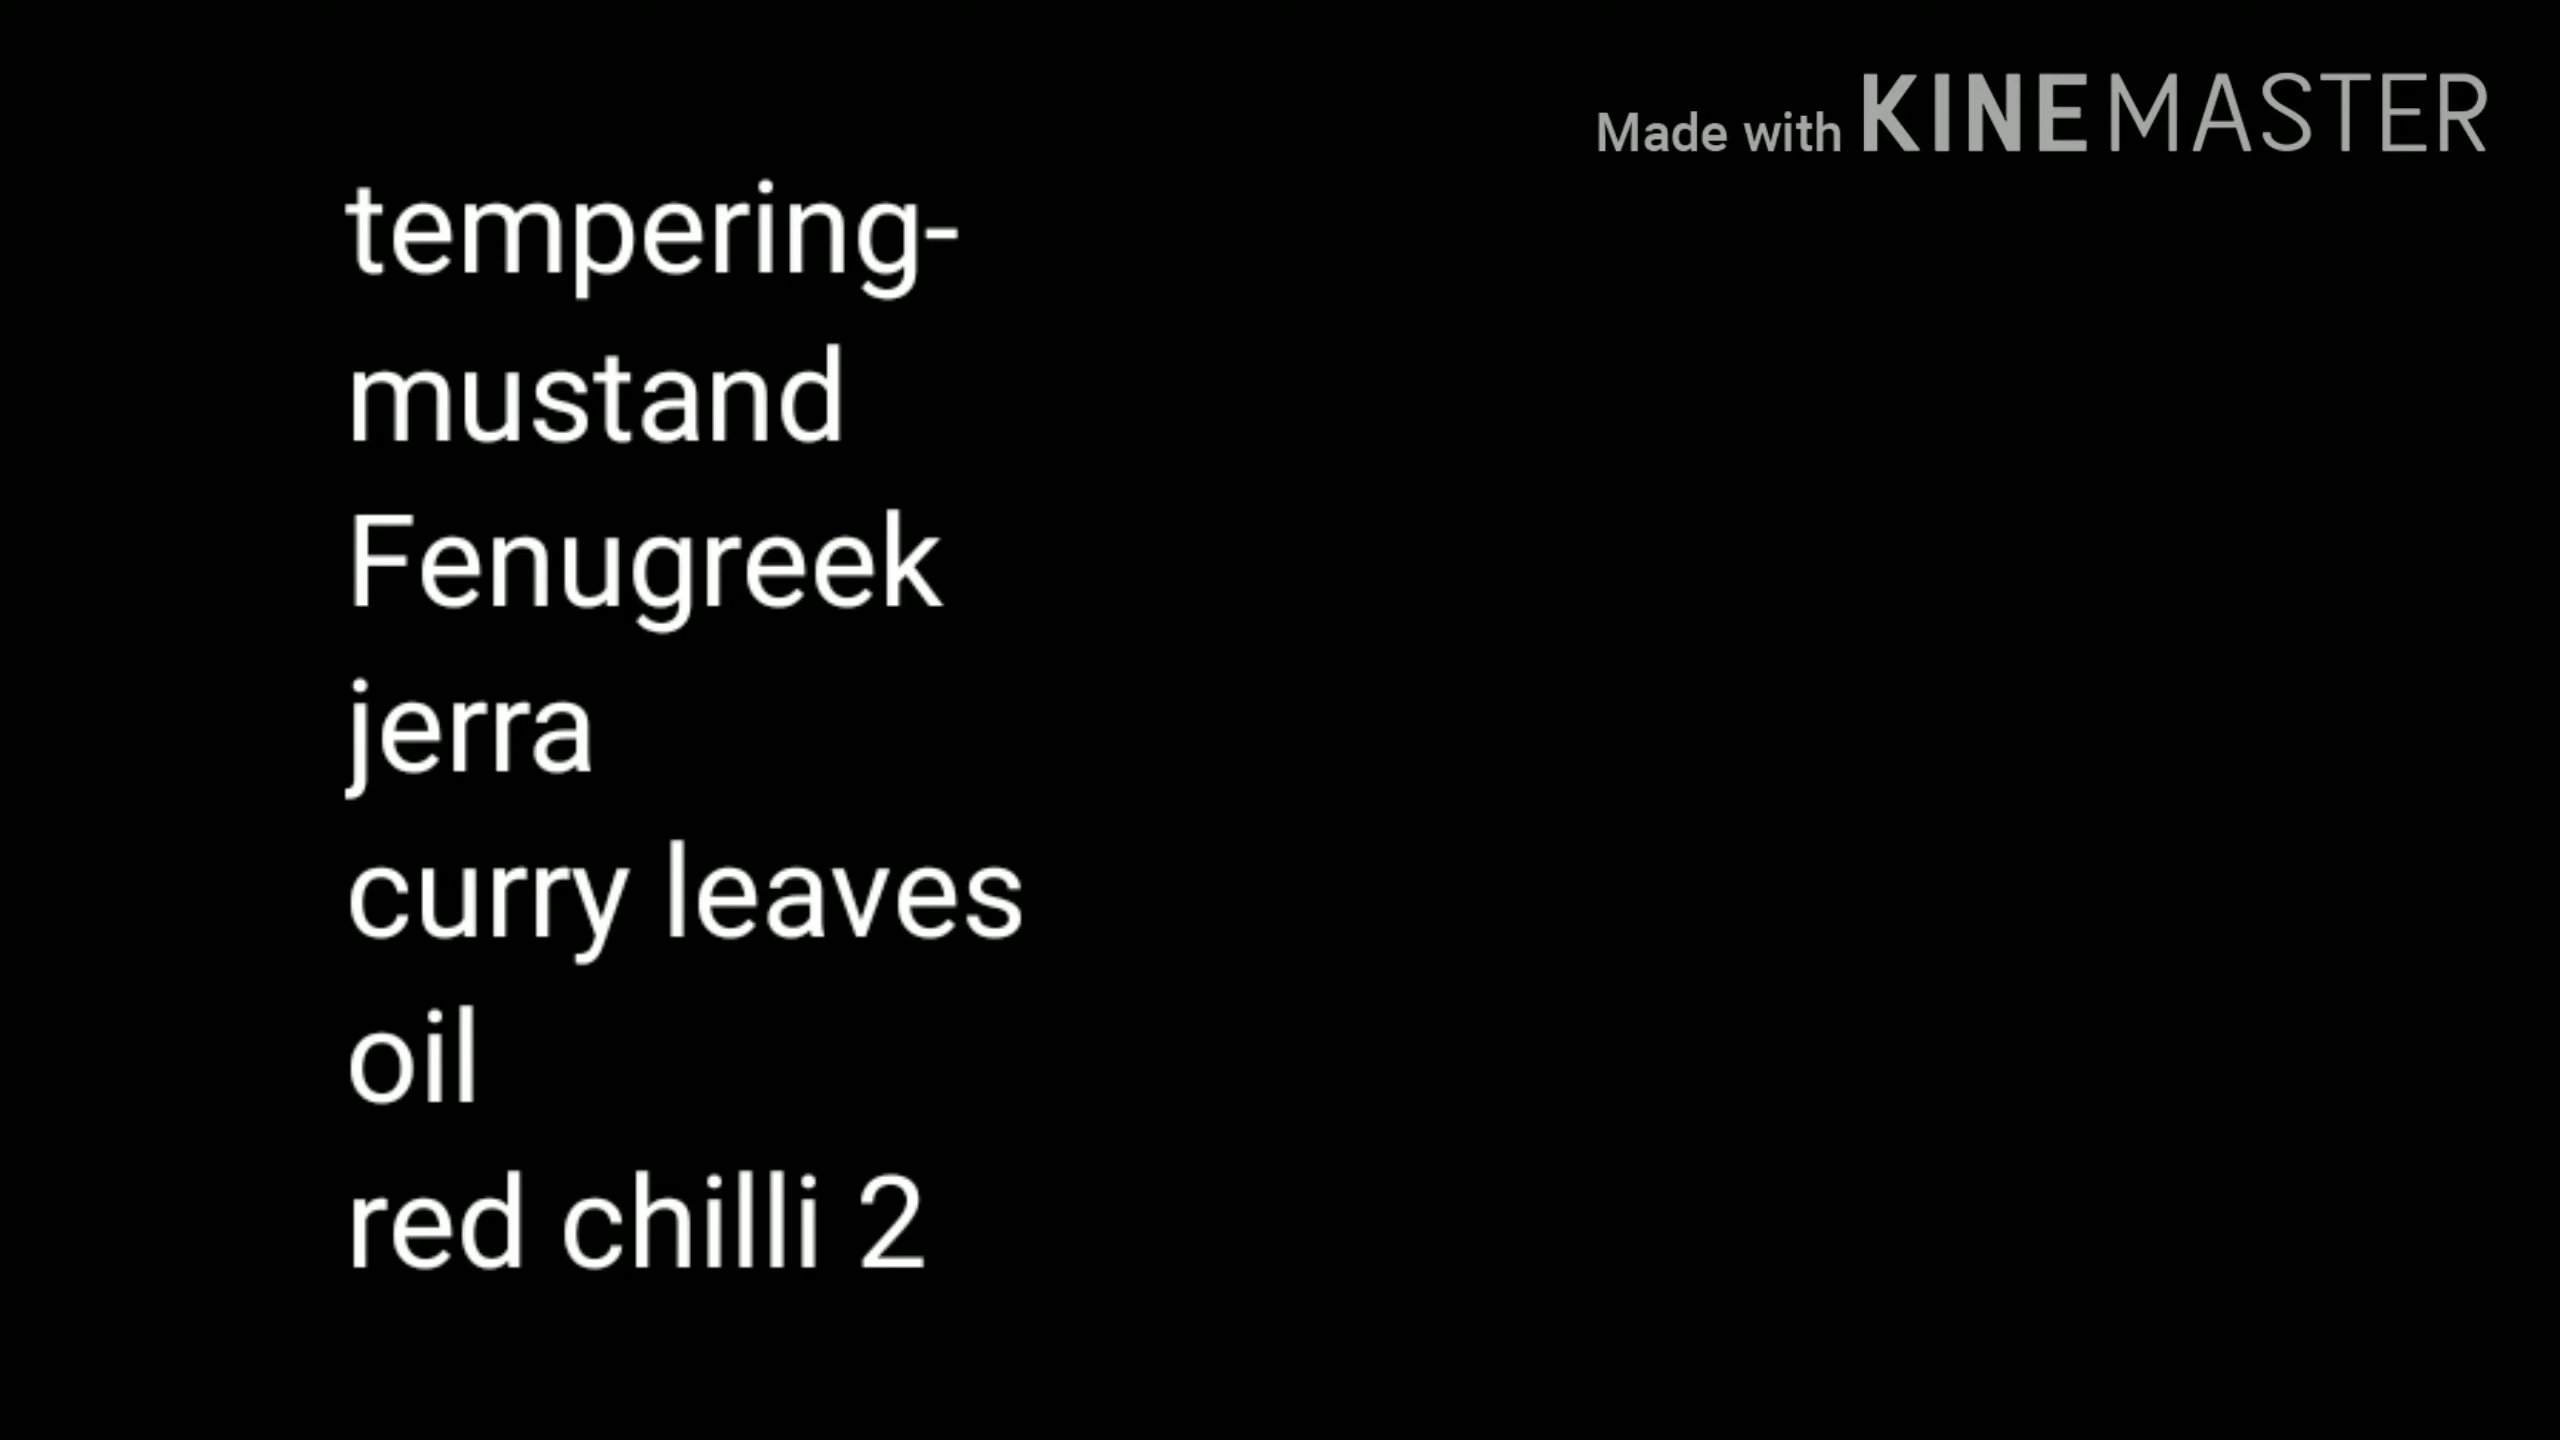 Made with KINEMASTER
tempering-
mustand
Fenugreek
jerra
curry leaves
oil
red chilli 2